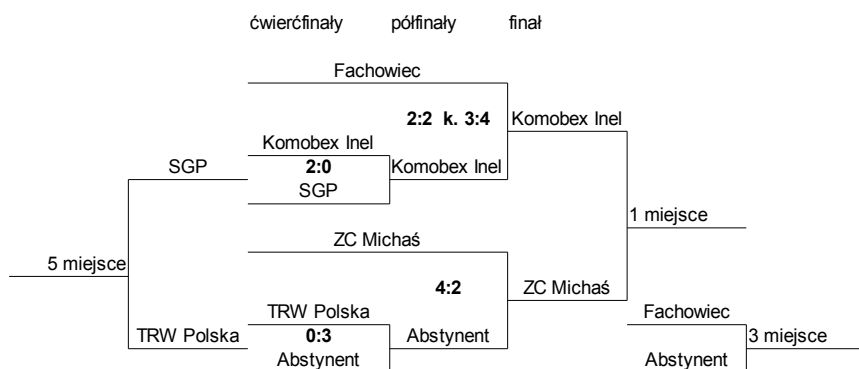 ćwierćfinały półfinały finał
Fachowiec
2:2 k. 3:4 Komobex Inel
Komobex Inel
SGP 2:0 Komobex Inel
SGP
1 miejsce
ZC Michaś
5 miejsce
4:2 ZC Michaś
TRW Polska Fachowiec
TRW Polska 0:3 Abstynent 3 miejsce
Abstynent Abstynent